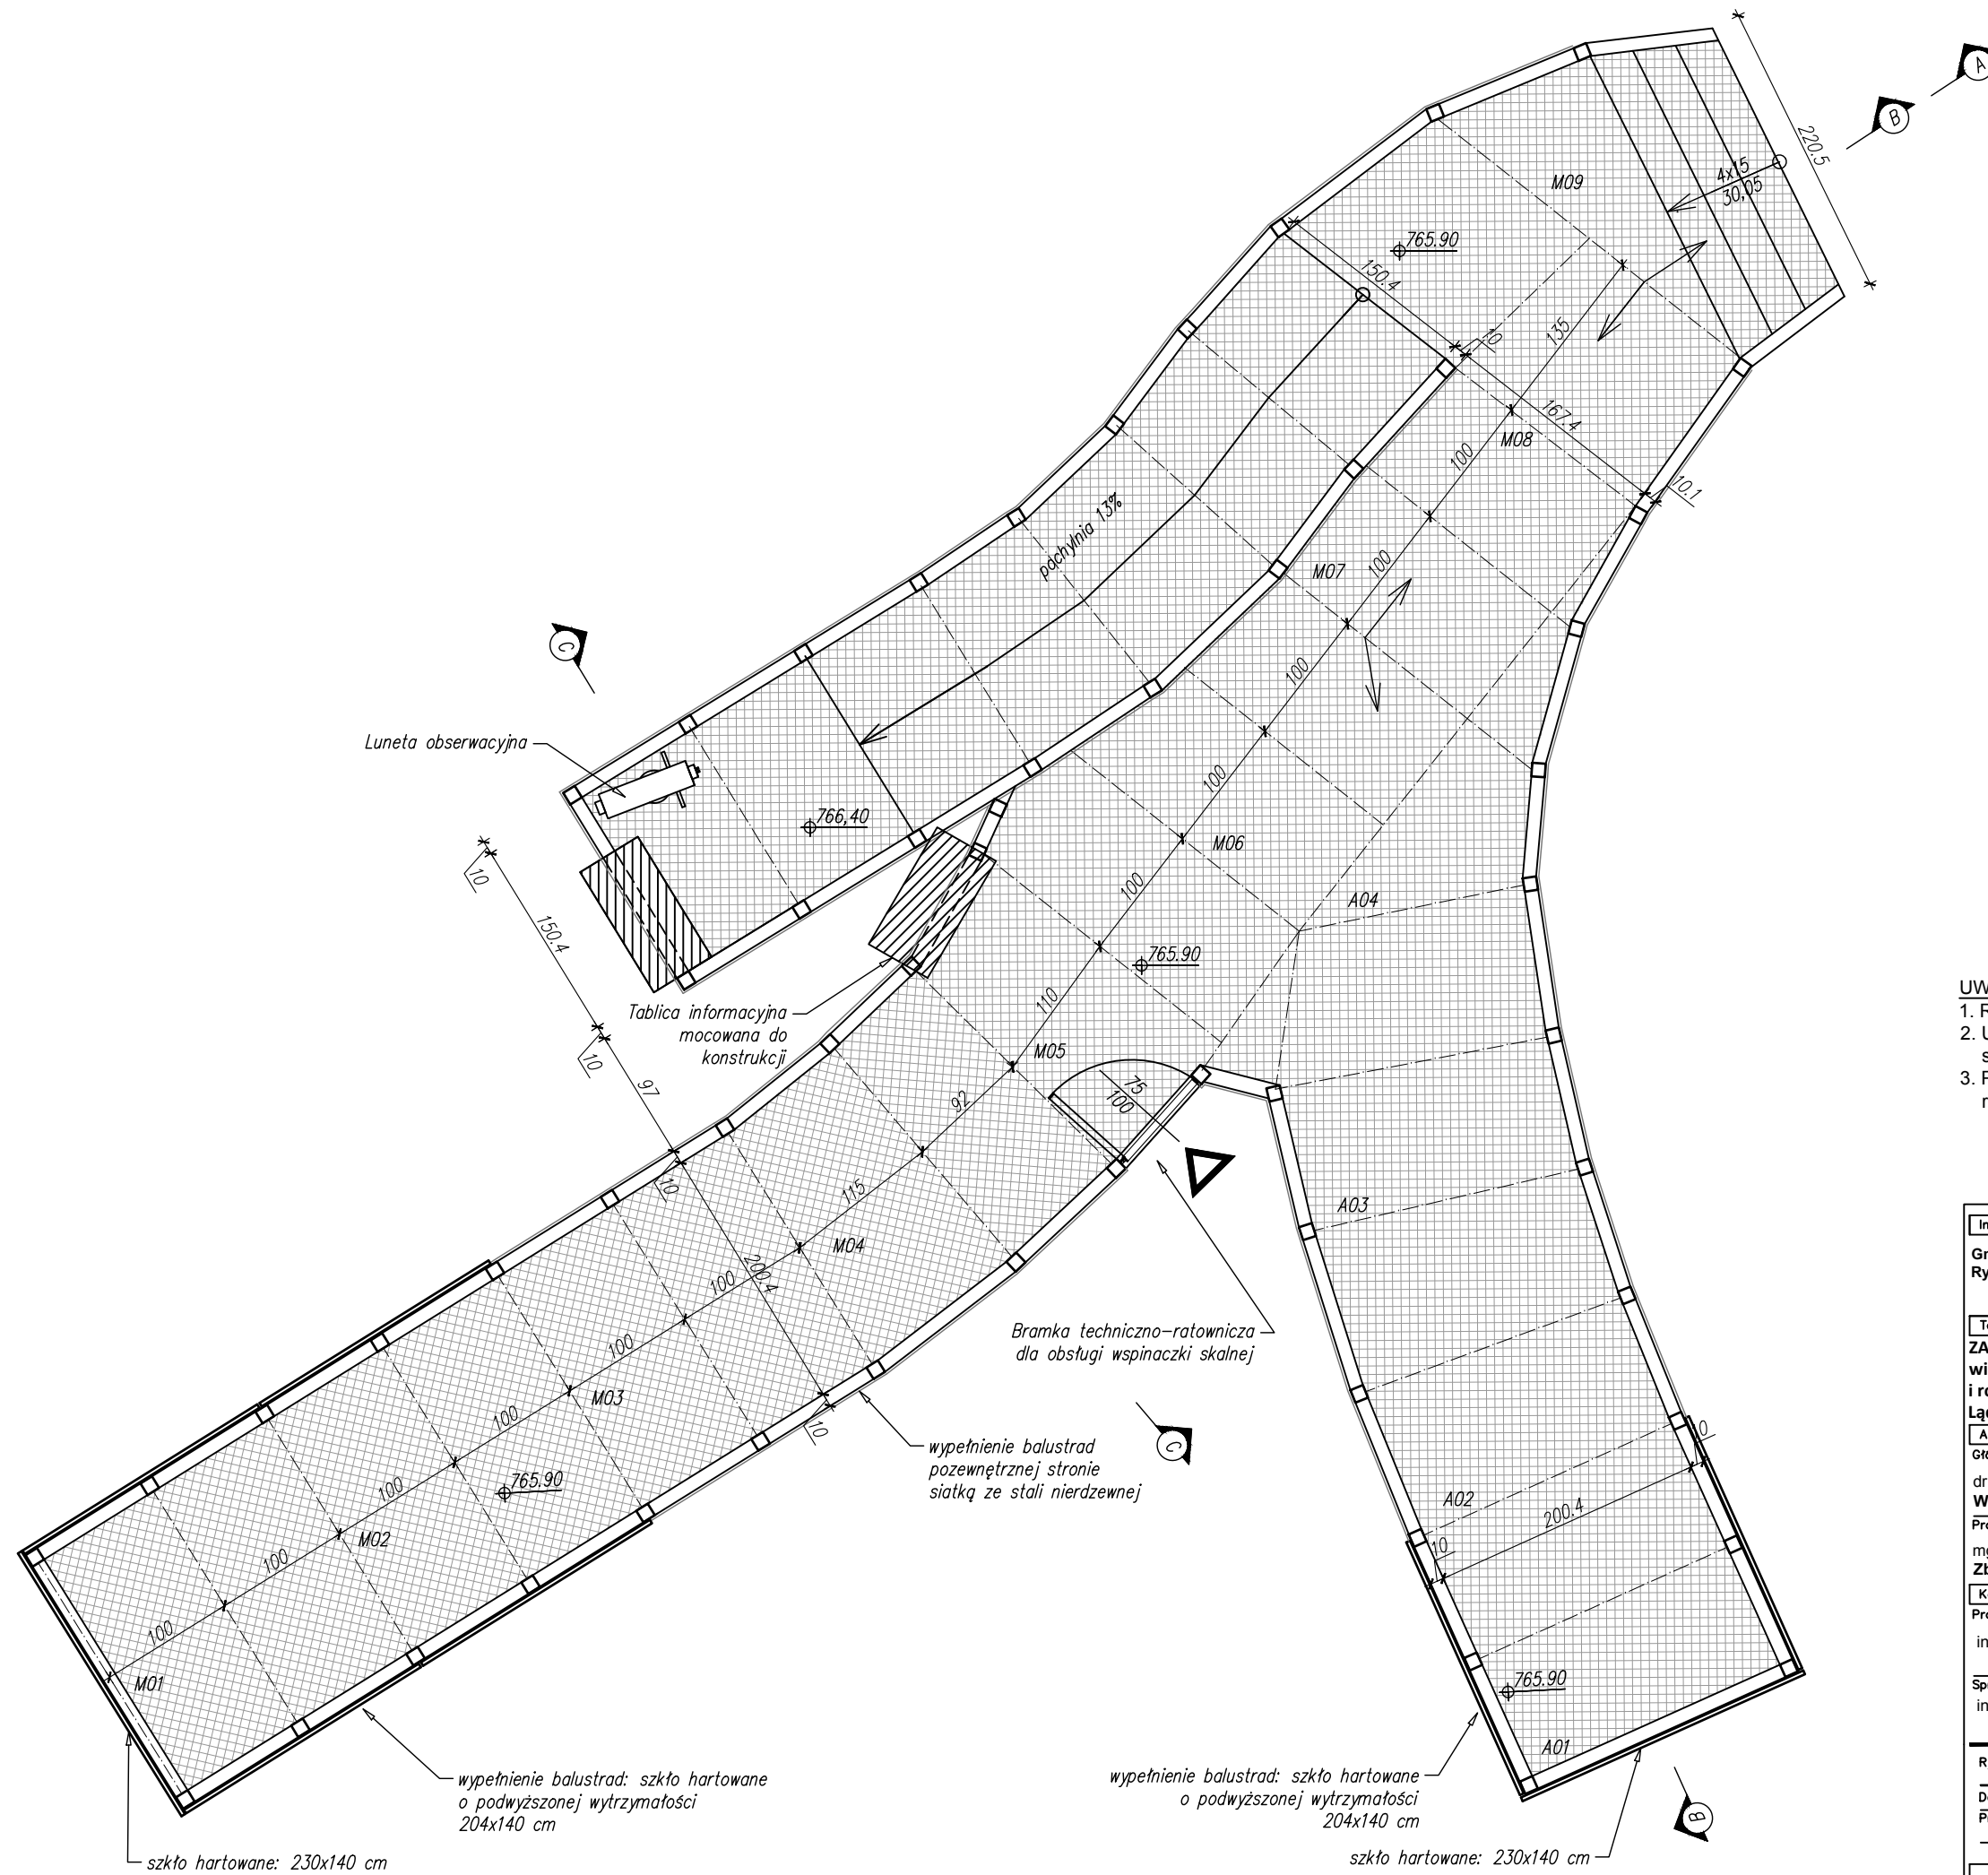 A
B
220.5
4x15
30,05
M09
765.90
150.4
10
135
167.4
M08
100
10.1
pochylnia 13%
M07
100
100
C
Luneta obserwacyjna
766,40
100
M06
100
A04
10
150.4
765.90
110
Tablica informacyjna
mocowana do
konstrukcji
10
M05
75
100
97
92
10
115
A03
M04
200.4
100
Bramka techniczno-ratownicza
dla obsługi wspinaczki skalnej
100
M03
10
100
wypełnienie balustrad
pozewnętrznej stronie
siatką ze stali nierdzewnej
C
765.90
100
M02
100
100
M01
10
A02
200.4
10
765.90
A01
wypełnienie balustrad: szkło hartowane
o podwyższonej wytrzymałości
204x140 cm
szkło hartowane: 230x140 cm
wypełnienie balustrad: szkło hartowane
o podwyższonej wytrzymałości
204x140 cm
szkło hartowane: 230x140 cm
B
1.
2.
3.